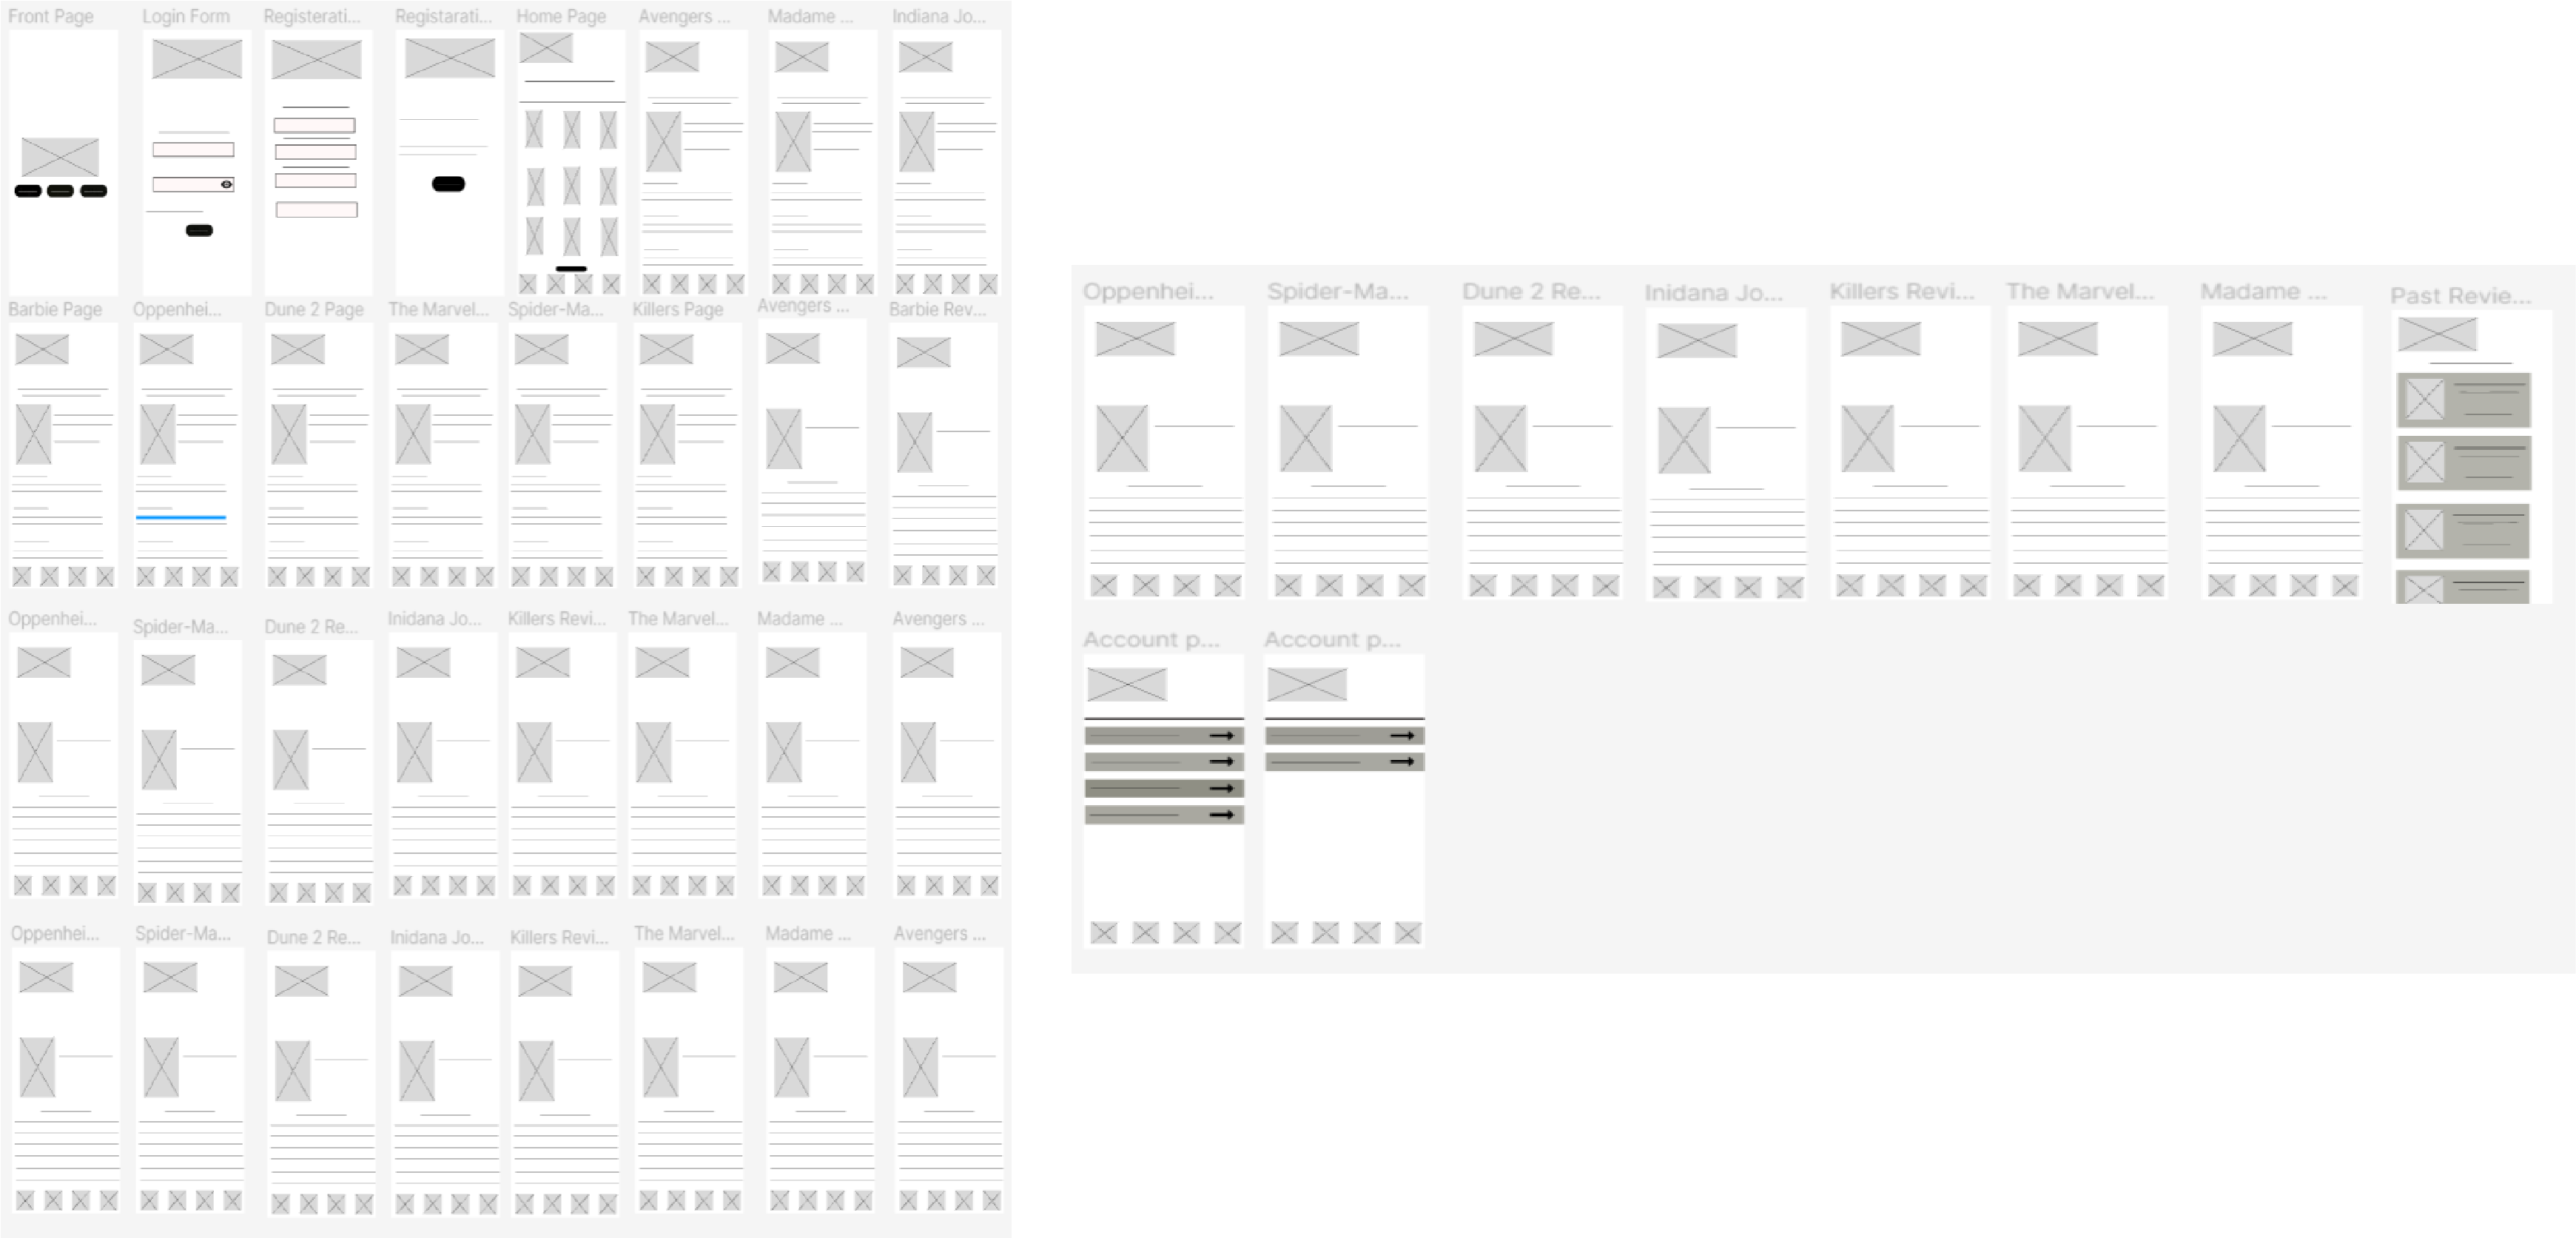 Front Page
Login Form
Registerati...
Registarati...
Home Page
Avengers ...
Madame ...
Indiana Jo...
Barbie Page
Oppenhei...
Dune 2 Page
The Marvel...
Spider-Ma...
Killers Page
Avengers ...
Barbie Rev...
Oppenhei...
Spider-Ma...
Dune 2 Re...
Inidana Jo...
Killers Revi...
The Marvel...
Madame ...
Avengers ...
Oppenhei...
Spider-Ma...
Dune 2 Re...
Inidana Jo...
Killers Revi...
The Marvel...
Madame ...
Avengers ...
Oppenhei...
Spider-Ma...
Dune 2 Re...
Inidana Jo...
Killers Revi...
The Marvel...
Madame ...
Past Revie...
Account p...
Account p...